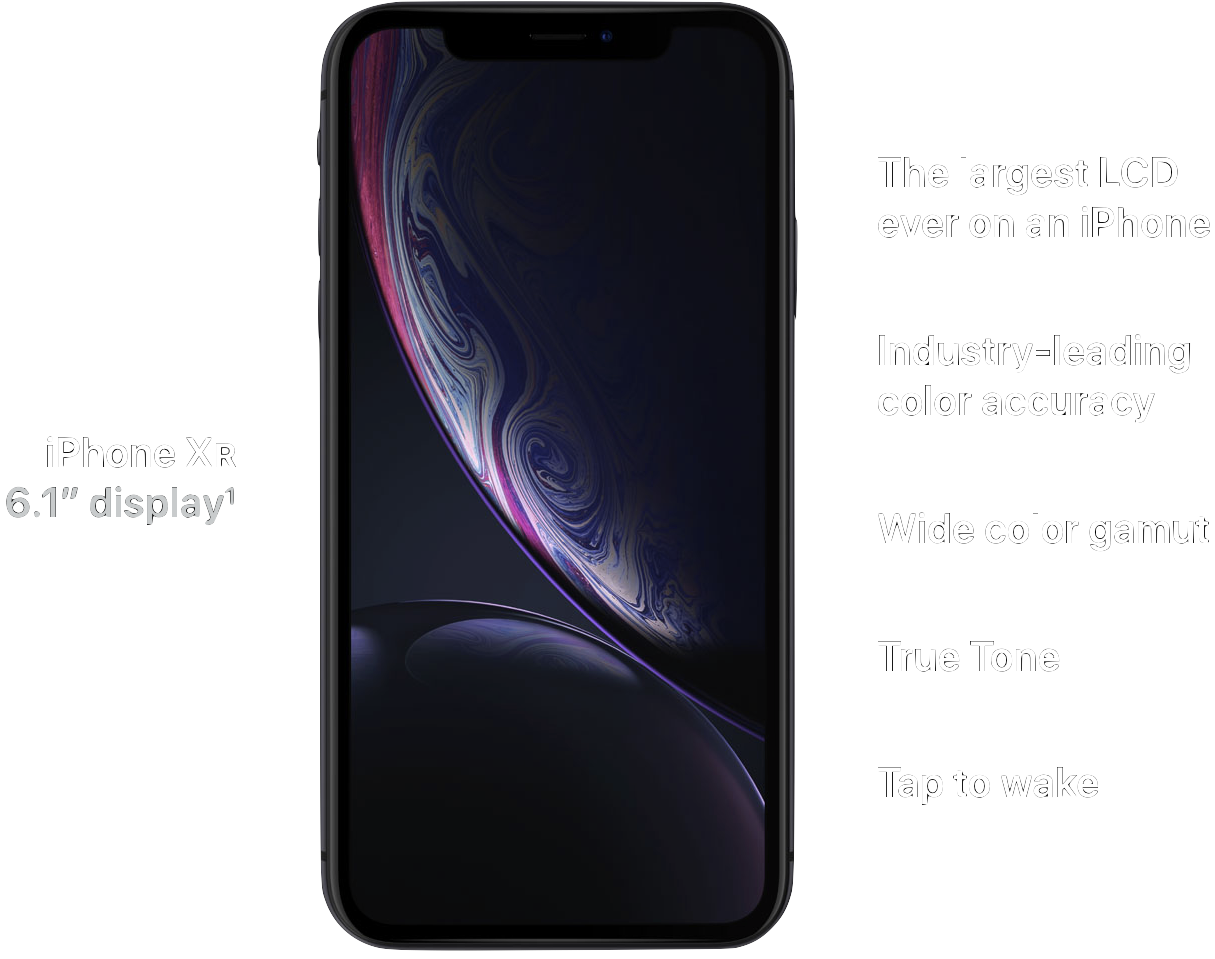 iPhone XR
6.1” display¹
The largest LCD
ever on an iPhone
Industry-leading
color accuracy
Wide color gamut
True Tone
Tap to wake